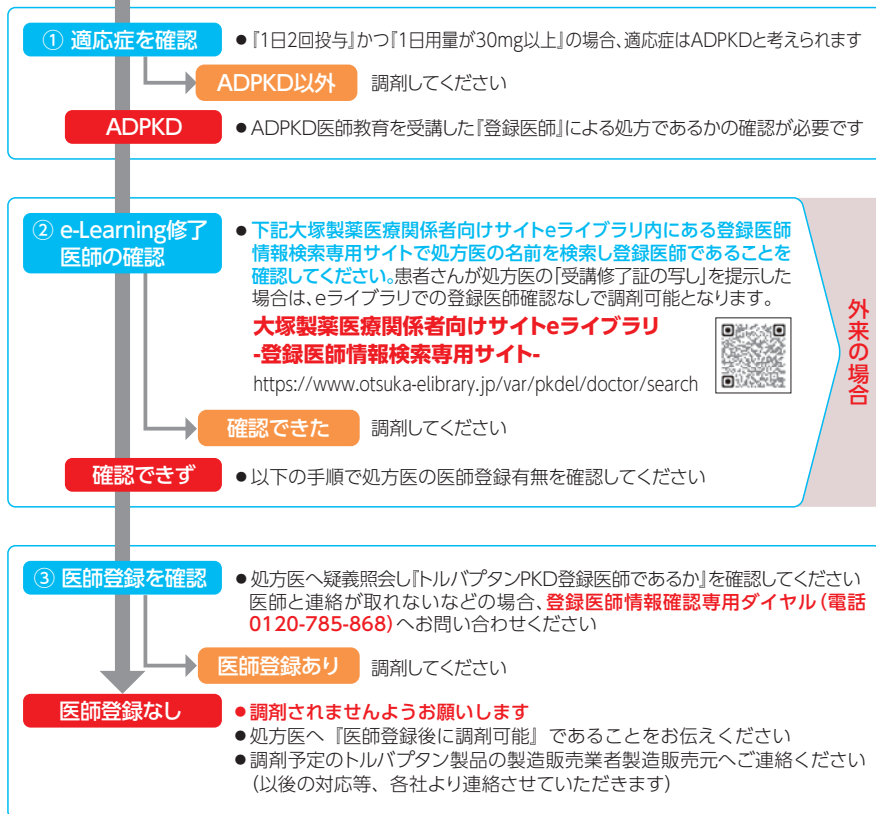 ① 適応症を確認
●『1日2回投与』かつ『1日用量が30mg以上』の場合、適応症はADPKDと考えられます
ADPKD以外
調剤してください
ADPKD
●ADPKD医師教育を受講した『登録医師』による処方であるかの確認が必要です
② e-Learning修了
医師の確認
●下記大塚製薬医療関係者向けサイトeライブラリ内にある登録医師
情報検索専用サイトで処方医の名前を検索し登録医師であることを
確認してください。患者さんが処方医の「受講修了証の写し」を提示した
場合は、eライブラリでの登録医師確認なしで調剤可能となります。
大塚製薬医療関係者向けサイトeライブラリ
-登録医師情報検索専用サイト-
https://www.otsuka-elibrary.jp/var/pkdel/doctor/search
外来の場合
確認できた
調剤してください
確認できず
●以下の手順で処方医の医師登録有無を確認してください
③ 医師登録を確認
●処方医へ疑義照会し『トルバプタンPKD登録医師であるか』を確認してください
医師と連絡が取れないなどの場合、登録医師情報確認専用ダイヤル(電話
0120-785-868)へお問い合わせください
医師登録あり
調剤してください
医師登録なし
●調剤されませんようお願いします
●処方医へ『医師登録後に調剤可能』であることをお伝えください
●調剤予定のトルバプタン製品の製造販売業者製造販売元へご連絡ください
(以後の対応等、各社より連絡させていただきます)